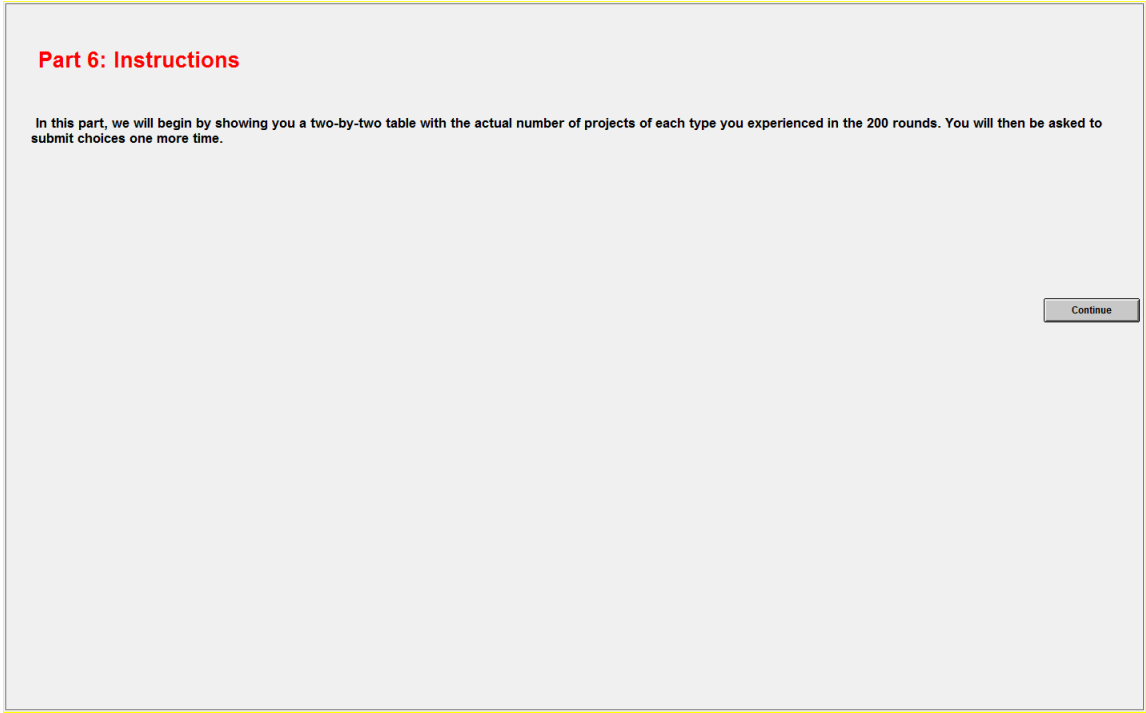 Part 6: Instructions
In this part, we will begin by showing you a two-by-two table with the actual number of projects of each type you experienced in the 200 rounds. You will then be asked to
submit choices one more time.
Continue